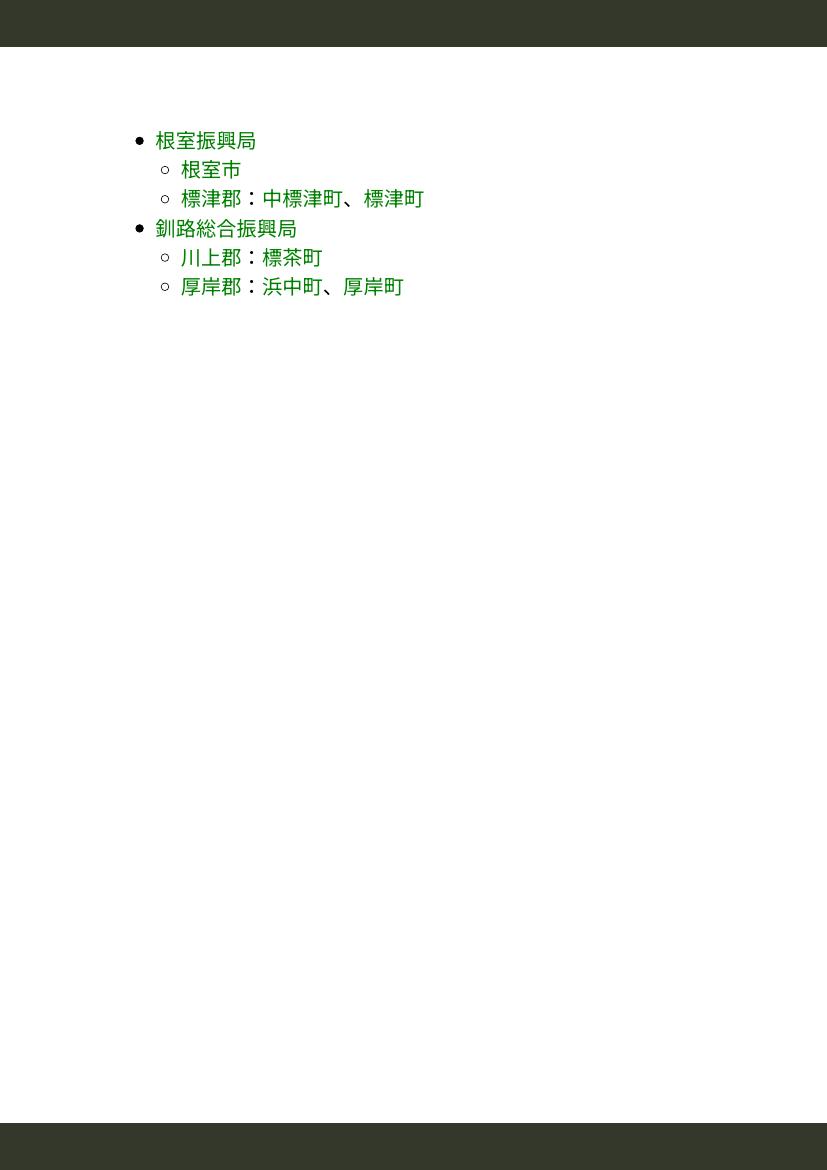 根室振興局
根室市
標津郡：中標津町、標津町
釧路総合振興局
川上郡：標茶町
厚岸郡：浜中町、厚岸町